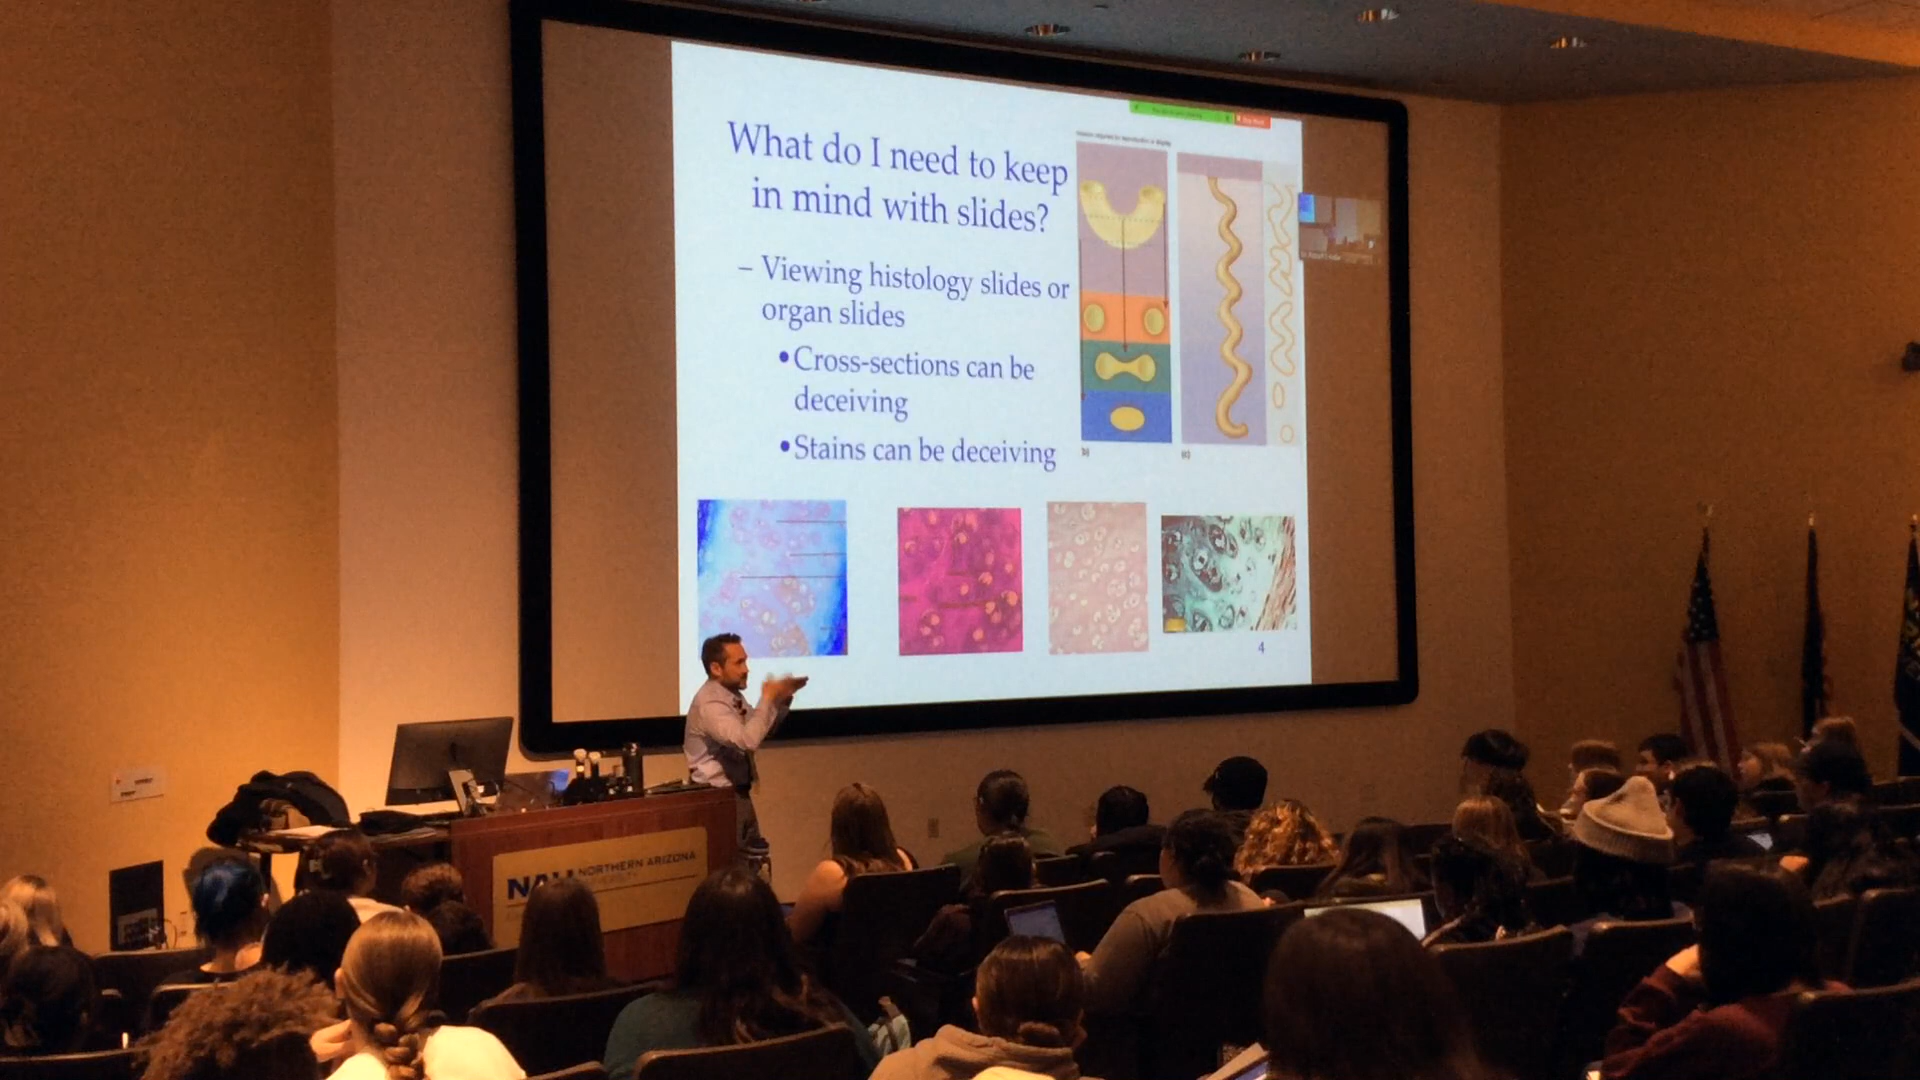 What do I need to keep
in mind with slides?
– Viewing histology slides or
organ slides
•Cross-sections can be
deceiving
•Stains can be deceiving
4
NAU NORTHERN ARIZONA